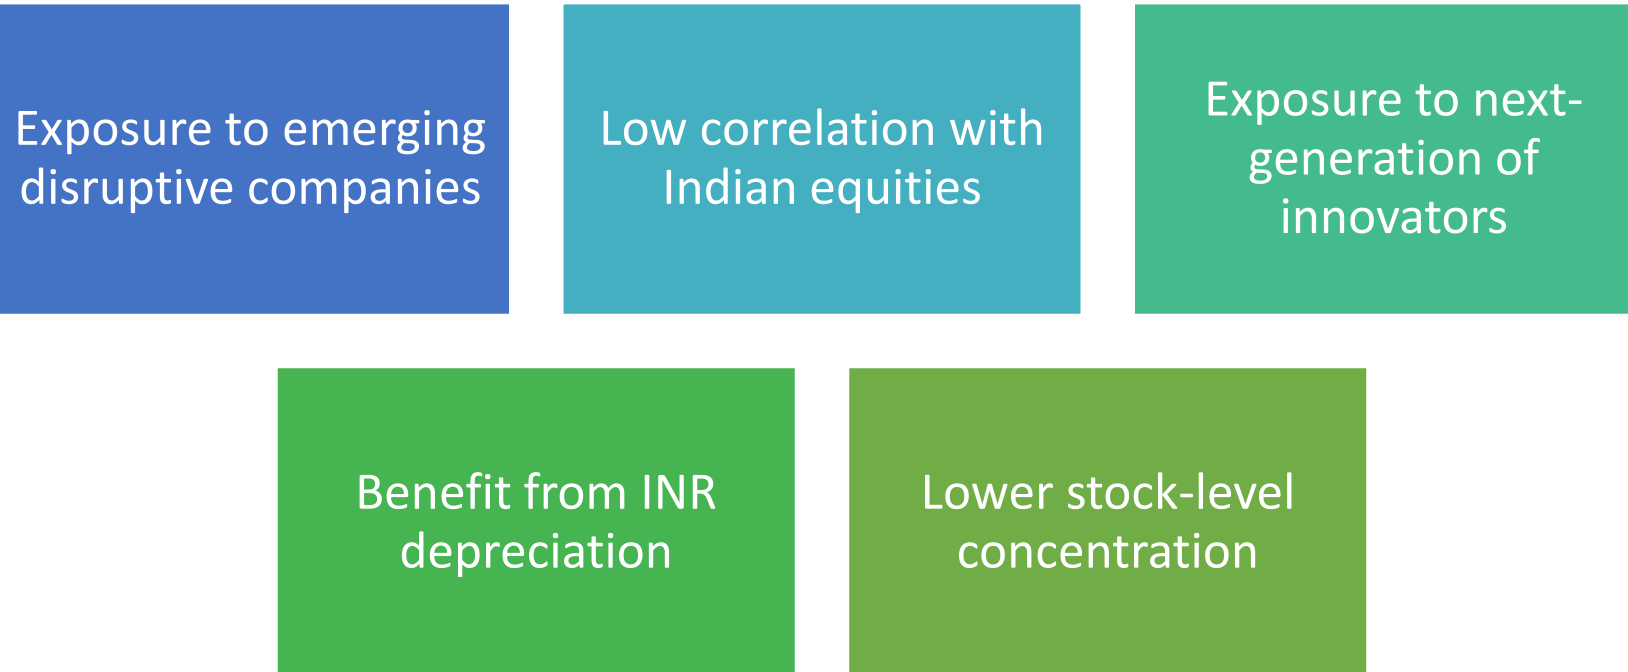 Exposure to emerging
disruptive companies
Low correlation with
Indian equities
Exposure to next-
generation of
innovators
Benefit from INR
depreciation
Lower stock-level
concentration